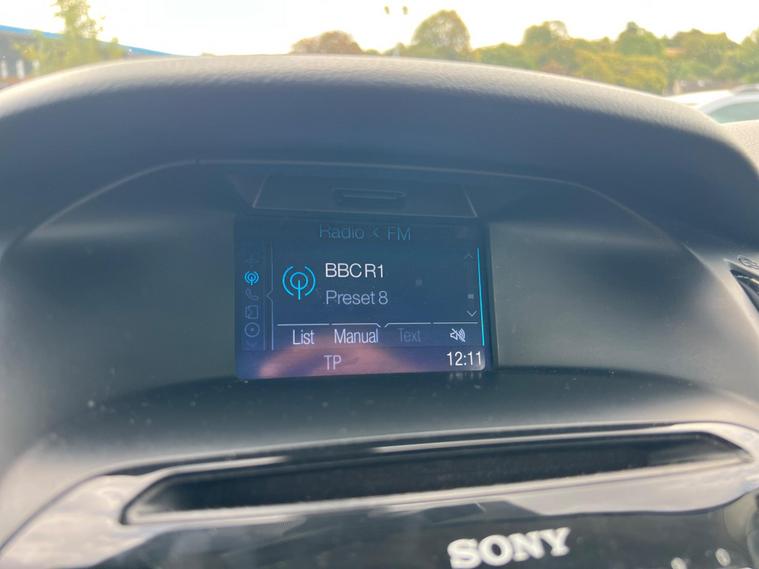 Radio < FM
BBC R1
Preset 8
List Manual Text
TP 12:11
SONY